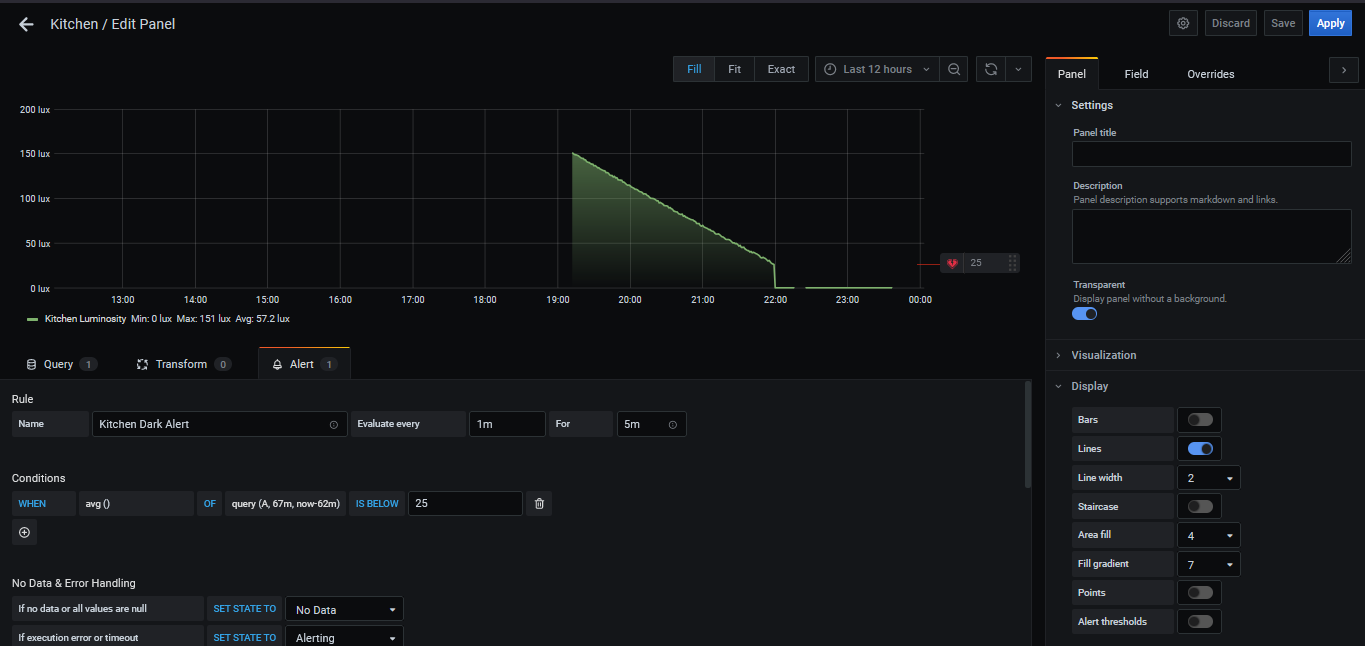 Kitchen / Edit Panel
Discard
Save
Apply
Fill
Fit
Exact
Last 12 hours
200 lux
150 lux
100 lux
50 lux
0 lux
13:00
14:00
15:00
16:00
17:00
18:00
19:00
20:00
21:00
22:00
23:00
00:00
25
Kitchen Luminosity Min: 0 lux Max: 151 lux Avg: 57.2 lux
Query 1
Transform 0
Alert 1
Rule
Name
Kitchen Dark Alert
Evaluate every
1m
For
5m
Conditions
WHEN
avg ()
OF
query (A, 67m, now-62m)
IS BELOW
25
No Data & Error Handling
If no data or all values are null
SET STATE TO
No Data
If execution error or timeout
SET STATE TO
Alerting
Panel
Field
Overrides
Settings
Panel title
Description
Panel description supports markdown and links.
Transparent
Display panel without a background.
Visualization
Display
Bars
Lines
Line width
2
Staircase
Area fill
4
Fill gradient
7
Points
Alert thresholds